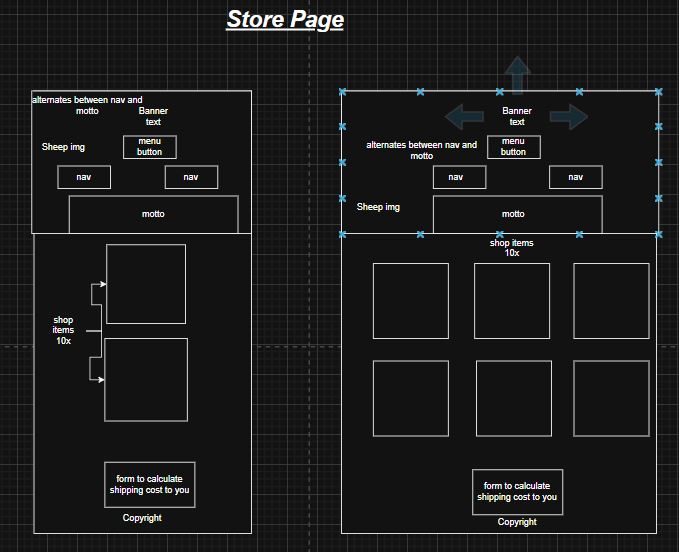 Store Page
alternates between nav and
motto
Banner
text
Sheep img
menu
button
nav
nav
motto
shop
items
10x
form to calculate
shipping cost to you
Copyright
Banner
text
alternates between nav and
motto
menu
button
nav
nav
Sheep img
motto
shop items
10x
form to calculate
shipping cost to you
Copyright